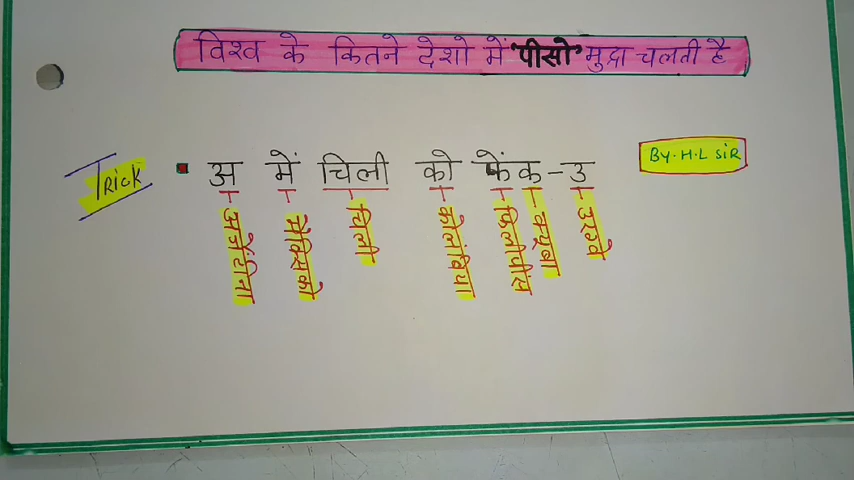 विश्व के कितने देशो में 'पीसो' मुद्रा चलती है
Trick
अ में चिली को फेंक-उ
BY. H.L SIR
अर्जेंटीना
मेक्सिको
चिली
कोलंबिया
फिलीपींस
क्यूबा
उरुग्वे